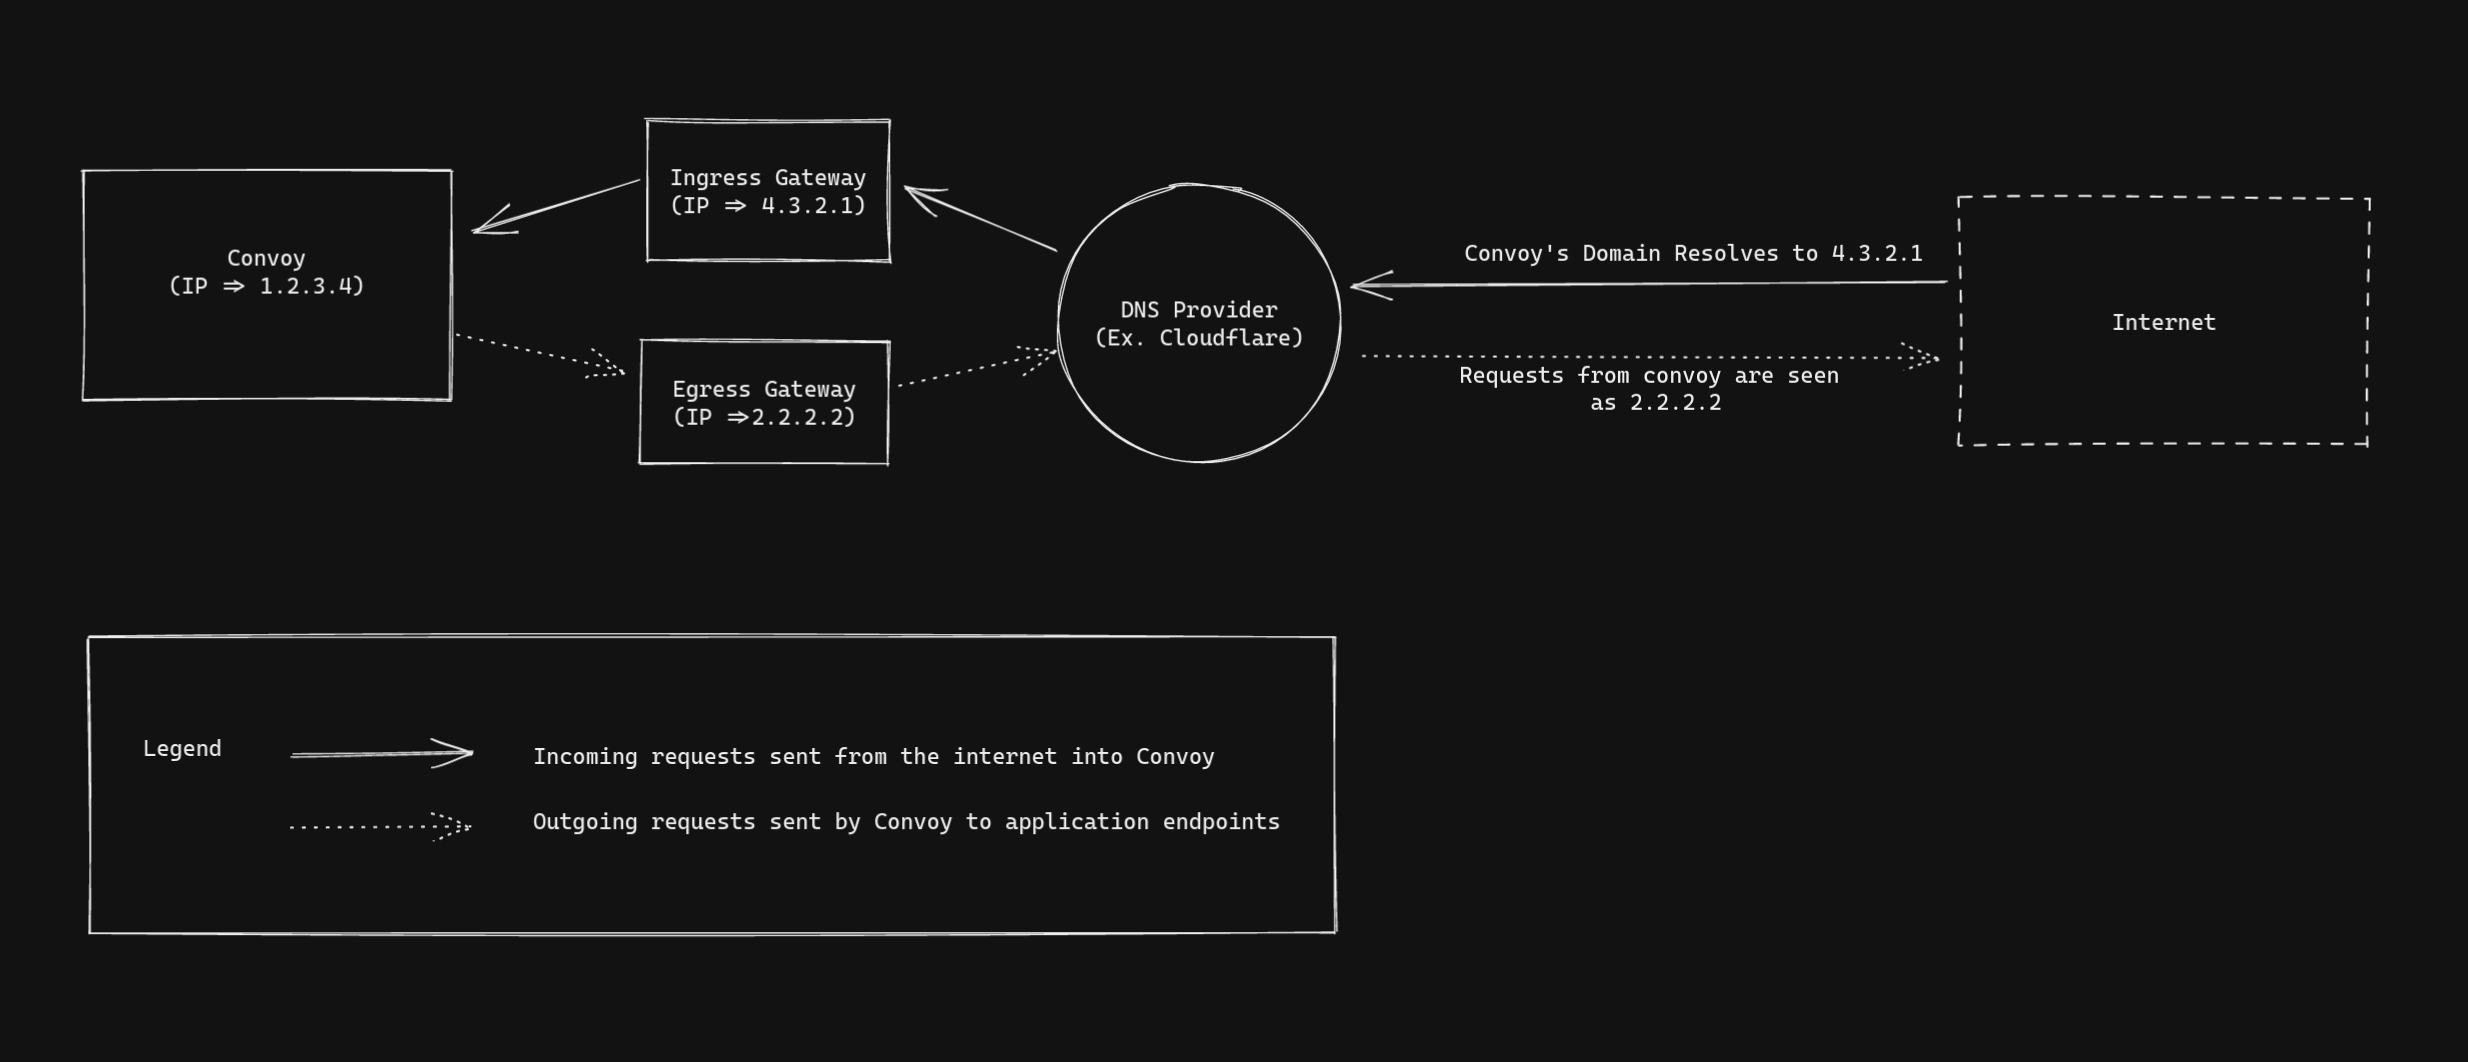 Convoy
(IP => 1.2.3.4)
Ingress Gateway
(IP => 4.3.2.1)
Egress Gateway
(IP =>2.2.2.2)
DNS Provider
(Ex. Cloudflare)
Convoy's Domain Resolves to 4.3.2.1
Requests from convoy are seen
as 2.2.2.2
Internet
Legend
Incoming requests sent from the internet into Convoy
Outgoing requests sent by Convoy to application endpoints